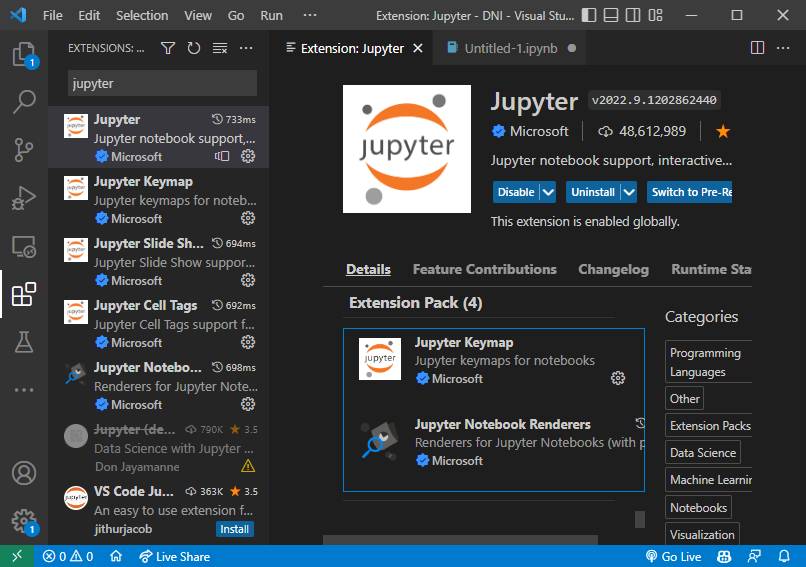 File Edit Selection View Go Run ··· Extension: Jupyter - DNI - Visual Stu...
EXTENSIONS: ...
jupyter
Jupyter 733ms
Jupyter notebook support,...
Microsoft
Jupyter Keymap
Jupyter keymaps for noteb...
Microsoft
Jupyter Slide Sh... 694ms
Jupyter Slide Show suppor...
Microsoft
Jupyter Cell Tags 692ms
Jupyter Cell Tags support f...
Microsoft
Jupyter Notebo... 698ms
Renderers for Jupyter Note...
Microsoft
Jupyter (de... 790K 3.5
Data Science with Jupyter ...
Don Jayamanne
VS Code Ju... 363K 3.5
An easy to use extension f...
jithurjacob Install
Extension: Jupyter Untitled-1.ipynb
jupyter
Jupyter v2022.9.1202862440
Microsoft 48,612,989
Jupyter notebook support, interactive...
Disable Uninstall Switch to Pre-Re
This extension is enabled globally.
Details Feature Contributions Changelog Runtime Sta
Extension Pack (4)
jupyter
Jupyter Keymap
Jupyter keymaps for notebooks
Microsoft
Jupyter Notebook Renderers
Renderers for Jupyter Notebooks (with p
Microsoft
Categories
Programming
Languages
Other
Extension Packs
Data Science
Machine Learnin
Notebooks
Visualization
1
1
0 0 Live Share Go Live